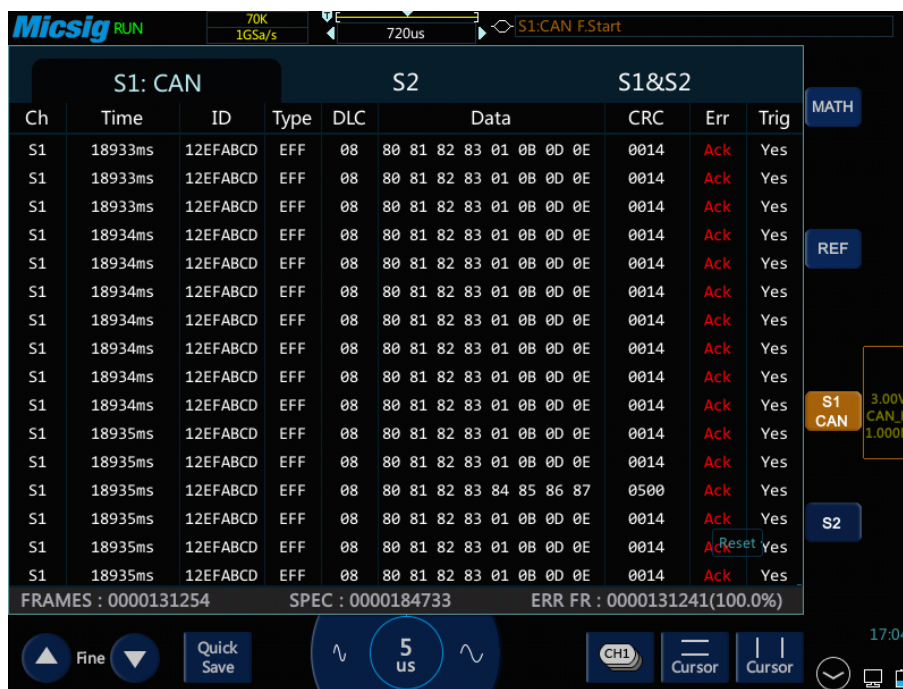 Micsig RUN 70K 1GSa/s T 720us S1:CAN F.Start
S1: CAN S2 S1&S2
Ch Time ID Type DLC Data CRC Err Trig
S1 18933ms 12EFABCD EFF 08 80 81 82 83 01 0B 0D 0E 0014 Ack Yes
S1 18933ms 12EFABCD EFF 08 80 81 82 83 01 0B 0D 0E 0014 Ack Yes
S1 18933ms 12EFABCD EFF 08 80 81 82 83 01 0B 0D 0E 0014 Ack Yes
S1 18934ms 12EFABCD EFF 08 80 81 82 83 01 0B 0D 0E 0014 Ack Yes
S1 18934ms 12EFABCD EFF 08 80 81 82 83 01 0B 0D 0E 0014 Ack Yes
S1 18934ms 12EFABCD EFF 08 80 81 82 83 01 0B 0D 0E 0014 Ack Yes
S1 18934ms 12EFABCD EFF 08 80 81 82 83 01 0B 0D 0E 0014 Ack Yes
S1 18934ms 12EFABCD EFF 08 80 81 82 83 01 0B 0D 0E 0014 Ack Yes
S1 18934ms 12EFABCD EFF 08 80 81 82 83 01 0B 0D 0E 0014 Ack Yes
S1 18934ms 12EFABCD EFF 08 80 81 82 83 01 0B 0D 0E 0014 Ack Yes
S1 18935ms 12EFABCD EFF 08 80 81 82 83 01 0B 0D 0E 0014 Ack Yes
S1 18935ms 12EFABCD EFF 08 80 81 82 83 01 0B 0D 0E 0014 Ack Yes
S1 18935ms 12EFABCD EFF 08 80 81 82 83 84 85 86 87 0500 Ack Yes
S1 18935ms 12EFABCD EFF 08 80 81 82 83 01 0B 0D 0E 0014 Ack Yes
S1 18935ms 12EFABCD EFF 08 80 81 82 83 01 0B 0D 0E 0014 Ack Yes
Reset
S1 18935ms 12EFABCD EFF 08 80 81 82 83 01 0B 0D 0E 0014 Ack Yes
FRAMES : 0000131254 SPEC : 0000184733 ERR FR : 0000131241(100.0%)
MATH
REF
S1
CAN
3.00V
S2
Fine
Quick
Save
5
us
CH1
Cursor
Cursor
17:04